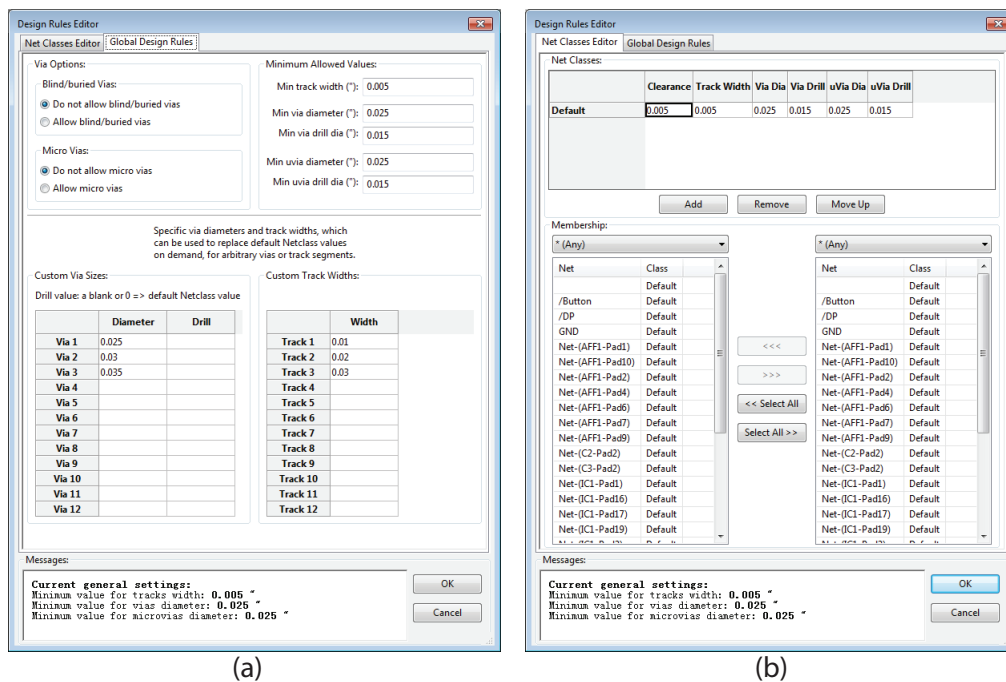 Design Rules Editor
Net Classes Editor Global Design Rules
Via Options:
Blind/buried Vias:
Do not allow blind/buried vias
Allow blind/buried vias
Micro Vias:
Do not allow micro vias
Allow micro vias
Minimum Allowed Values:
Min track width ("): 0.005
Min via diameter ("): 0.025
Min via drill dia ("): 0.015
Min uvia diameter ("): 0.025
Min uvia drill dia ("): 0.015
Specific via diameters and track widths, which
can be used to replace default Netclass values
on demand, for arbitrary vias or track segments.
Custom Via Sizes:
Drill value: a blank or 0 => default Netclass value
Diameter Drill
Via 1 0.025
Via 2 0.03
Via 3 0.035
Via 4
Via 5
Via 6
Via 7
Via 8
Via 9
Via 10
Via 11
Via 12
Custom Track Widths:
Width
Track 1 0.01
Track 2 0.02
Track 3 0.03
Track 4
Track 5
Track 6
Track 7
Track 8
Track 9
Track 10
Track 11
Track 12
Messages:
Current general settings:
Minimum value for tracks width: 0.005 "
Minimum value for vias diameter: 0.025 "
Minimum value for microvias diameter: 0.025 "
OK
Cancel
(a)
Design Rules Editor
Net Classes Editor Global Design Rules
Net Classes:
Clearance Track Width Via Dia Via Drill uVia Dia uVia Drill
Default 0.005 0.005 0.025 0.015 0.025 0.015
Add Remove Move Up
Membership:
* (Any)
Net Class
Default
/Button Default
/DP Default
GND Default
Net-(AFF1-Pad1) Default
Net-(AFF1-Pad10) Default
Net-(AFF1-Pad2) Default
Net-(AFF1-Pad4) Default
Net-(AFF1-Pad6) Default
Net-(AFF1-Pad7) Default
Net-(AFF1-Pad9) Default
Net-(C2-Pad2) Default
Net-(C3-Pad2) Default
Net-(IC1-Pad1) Default
Net-(IC1-Pad16) Default
Net-(IC1-Pad17) Default
Net-(IC1-Pad19) Default
<<<
>>>
<< Select All
Select All >>
* (Any)
Net Class
Default
/Button Default
/DP Default
GND Default
Net-(AFF1-Pad1) Default
Net-(AFF1-Pad10) Default
Net-(AFF1-Pad2) Default
Net-(AFF1-Pad4) Default
Net-(AFF1-Pad6) Default
Net-(AFF1-Pad7) Default
Net-(AFF1-Pad9) Default
Net-(C2-Pad2) Default
Net-(C3-Pad2) Default
Net-(IC1-Pad1) Default
Net-(IC1-Pad16) Default
Net-(IC1-Pad17) Default
Net-(IC1-Pad19) Default
Messages:
Current general settings:
Minimum value for tracks width: 0.005 "
Minimum value for vias diameter: 0.025 "
Minimum value for microvias diameter: 0.025 "
OK
Cancel
(b)